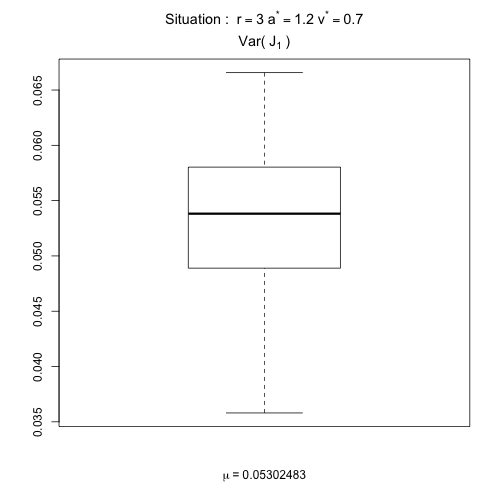 Situation : r = 3 a* = 1.2 v* = 0.7
Var( J₁ )
0.065
0.060
0.055
0.050
0.045
0.040
0.035
μ = 0.05302483